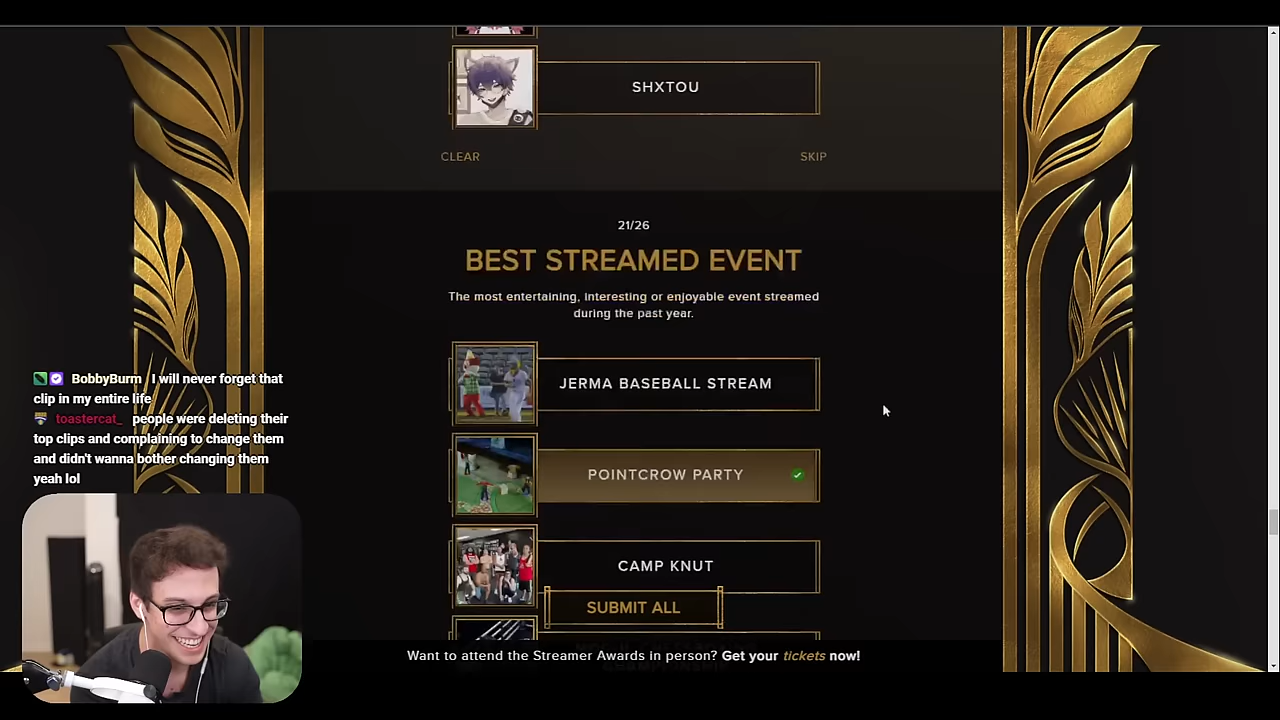 SHXTOU
CLEAR
SKIP
21/26
BEST STREAMED EVENT
The most entertaining, interesting or enjoyable event streamed
during the past year.
JERMA BASEBALL STREAM
POINTCROW PARTY
CAMP KNUT
SUBMIT ALL
Want to attend the Streamer Awards in person? Get your tickets now!
BobbyBurm I will never forget that
clip in my entire life
toastercat_ people were deleting their
top clips and complaining to change them
and didn't wanna bother changing them
yeah lol